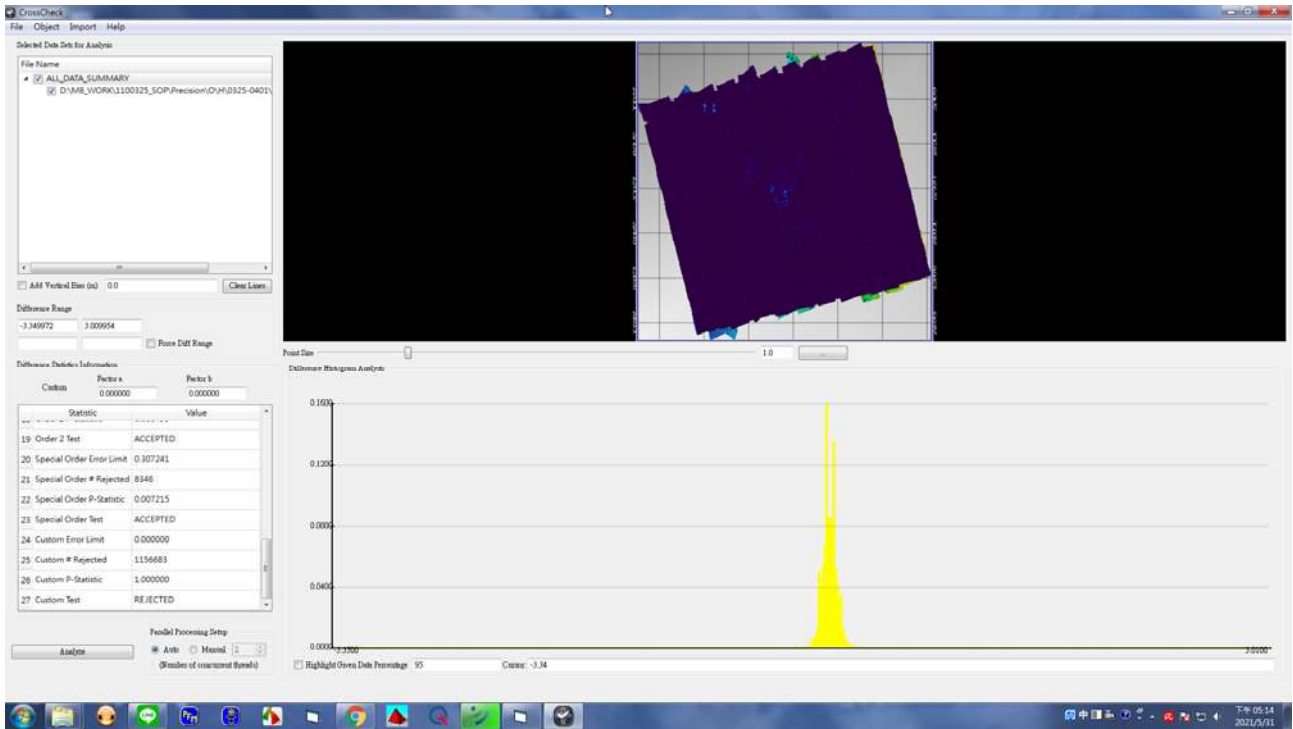 CrossCheck
File Object Import Help
Selected Data Sets for Analysis
File Name
ALL_DATA_SUMMARY
D:\MB_WORK\1100325_SOP\Precision\O\H\0325-0401\
Add Vertical Bias (m) 0.0 Clear Lines
Difference Range
-3.349972 3.009954
Force Diff Range
Point Size 1.0 ...
Difference Statistics Information
Difference Histogram Analysis
Custom Factor a Factor b
0.000000 0.000000
Statistic Value
19 Order 2 Test ACCEPTED
20 Special Order Error Limit 0.307241
21 Special Order # Rejected 8346
22 Special Order P-Statistic 0.007215
23 Special Order Test ACCEPTED
24 Custom Error Limit 0.000000
25 Custom # Rejected 1156683
26 Custom P-Statistic 1.000000
27 Custom Test REJECTED
0.1600
0.1200
0.0800
0.0400
0.0000
-3.3500 3.0100
Parallel Processing Setup
Analyze Auto Manual 2
(Number of concurrent threads)
Highlight Given Data Percentage 95 Cursor: -3.34
中
下午 05:14
2021/5/31